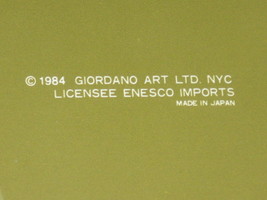 © 1984 GIORDANO ART LTD. NYC
LICENSEE ENESCO IMPORTS
MADE IN JAPAN